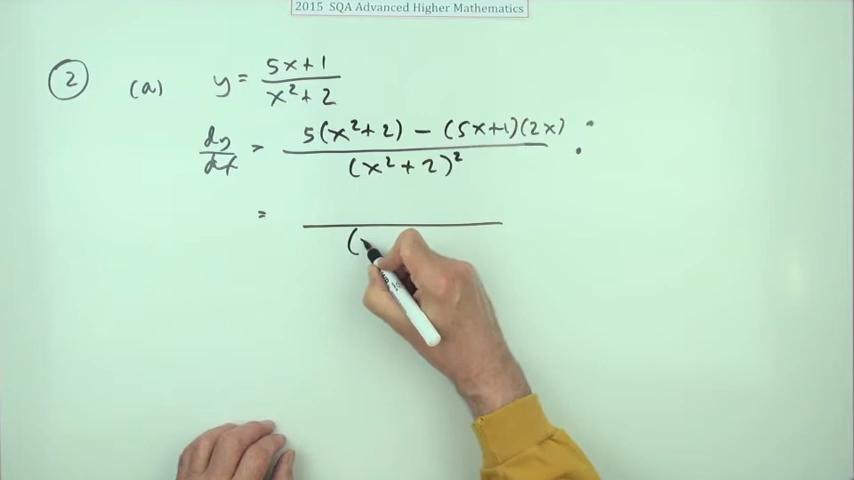 2015 SQA Advanced Higher Mathematics
2 (a) y = (5x+1)/(x²+2)
dy/dx = (5(x²+2) − (5x+1)(2x))/(x²+2)² :
= (